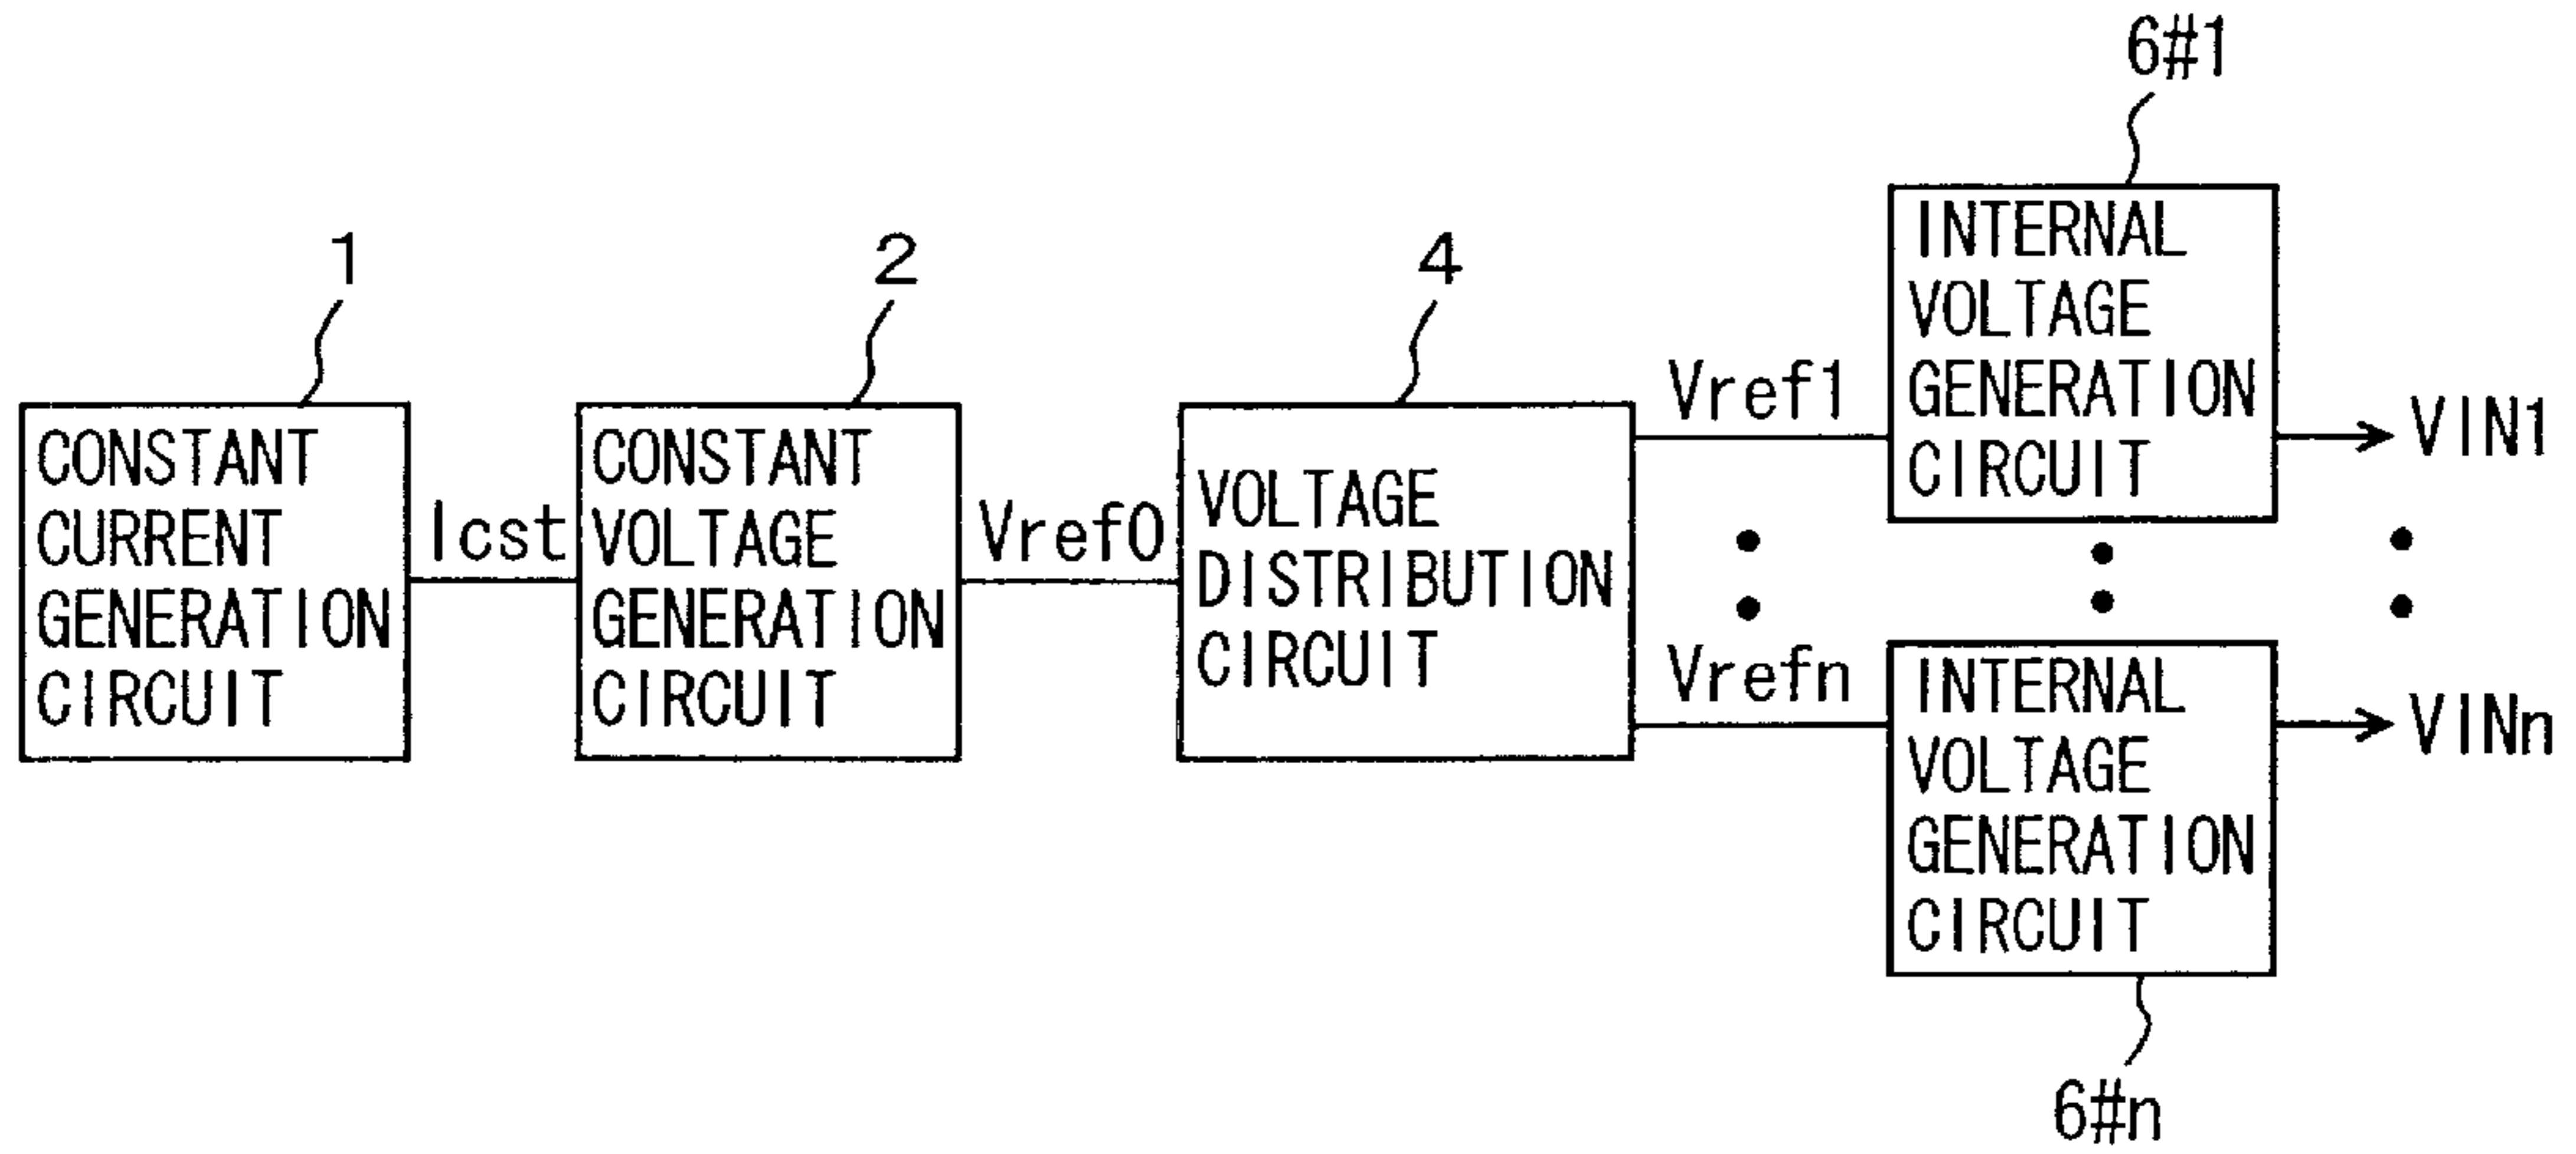 6#1
1
2
4
INTERNAL
VOLTAGE
GENERATION
CIRCUIT
Vref1
VIN1
CONSTANT
CURRENT
GENERATION
CIRCUIT
Icst
CONSTANT
VOLTAGE
GENERATION
CIRCUIT
Vref0
VOLTAGE
DISTRIBUTION
CIRCUIT
Vrefn
INTERNAL
VOLTAGE
GENERATION
CIRCUIT
VINn
6#n